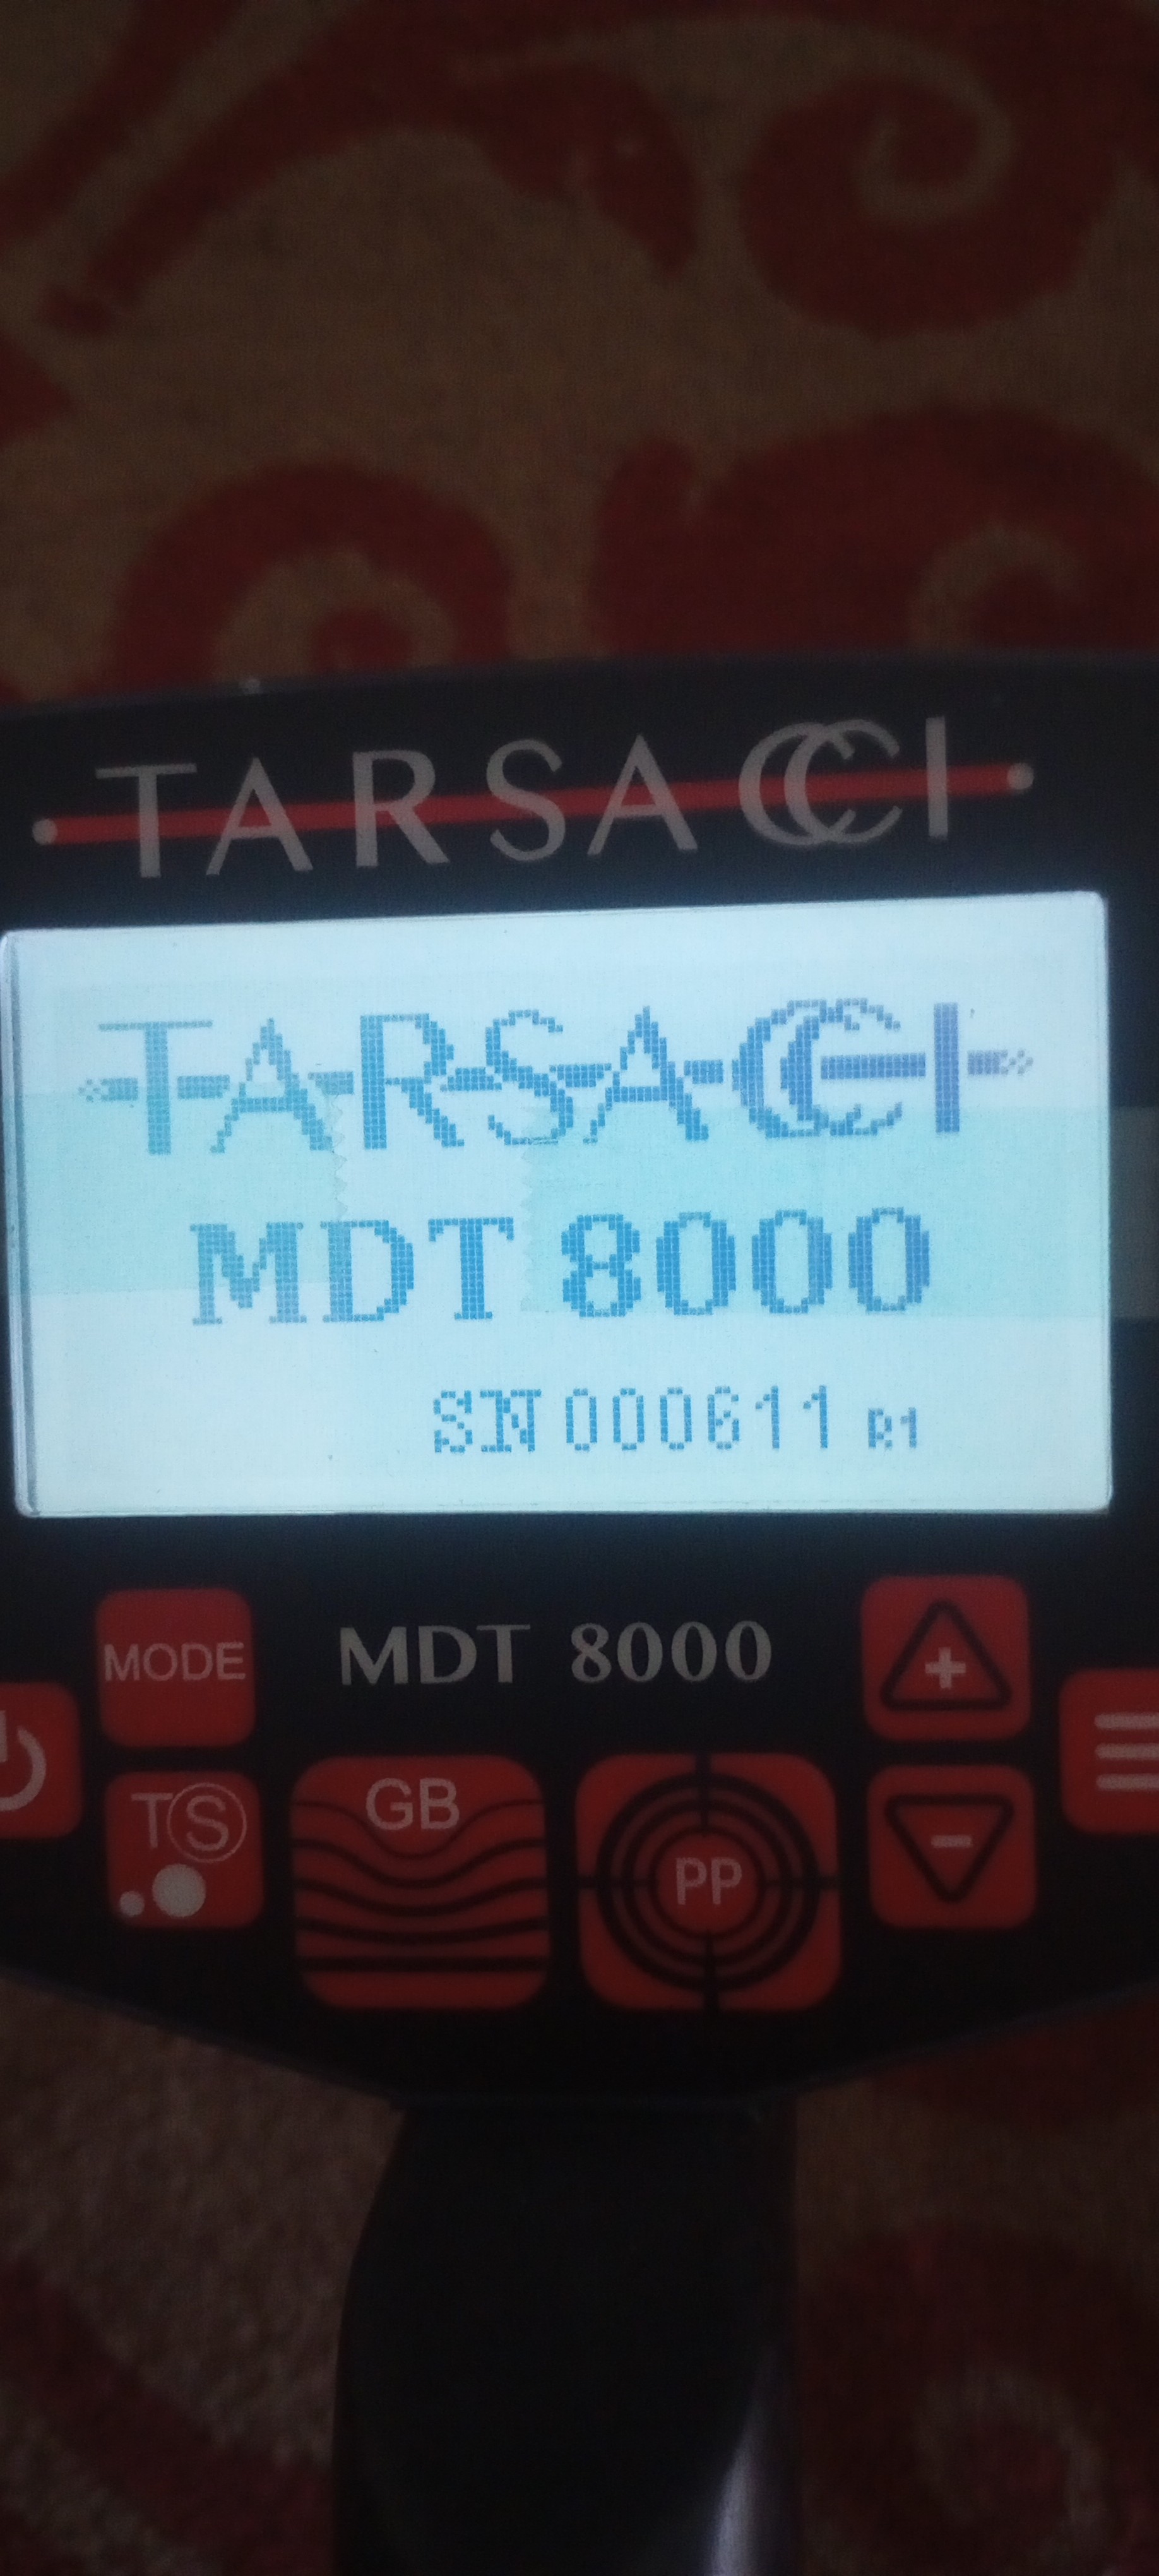 TARSACCI
TARSACCI
MDT 8000
SN 000611 R1
MODE
MDT 8000
+
TS
GB
PP
-